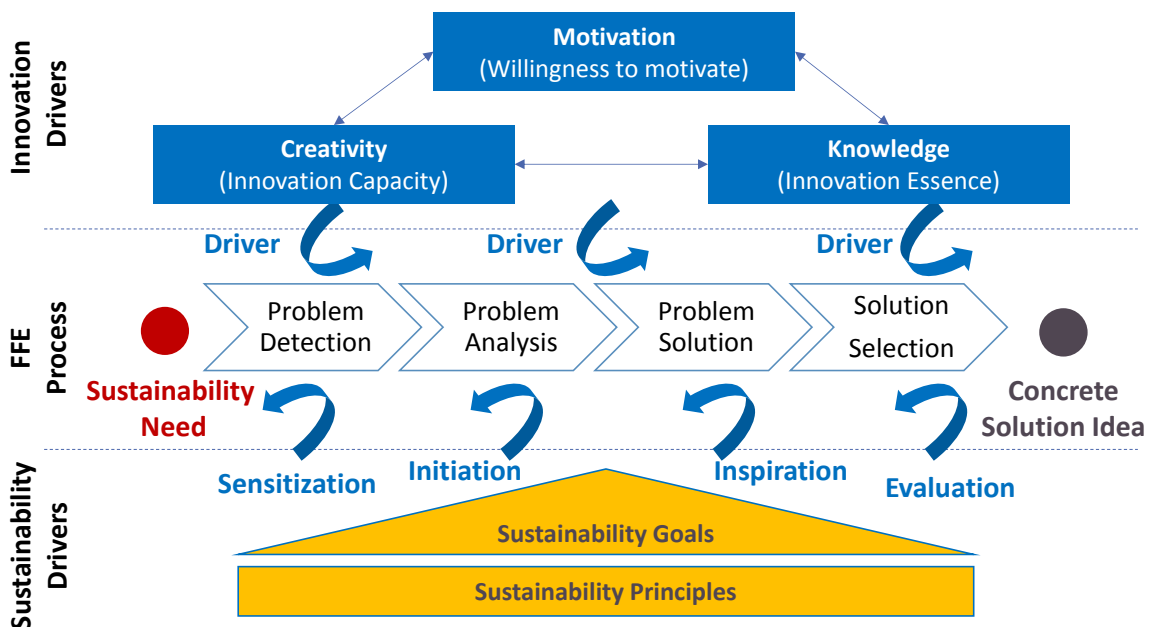 Innovation
Drivers
Motivation
(Willingness to motivate)
Creativity
(Innovation Capacity)
Knowledge
(Innovation Essence)
Driver
Driver
Driver
FFE
Process
Problem
Detection
Problem
Analysis
Problem
Solution
Solution
Selection
Sustainability
Need
Concrete
Solution Idea
Sustainability
Drivers
Sensitization
Initiation
Inspiration
Evaluation
Sustainability Goals
Sustainability Principles